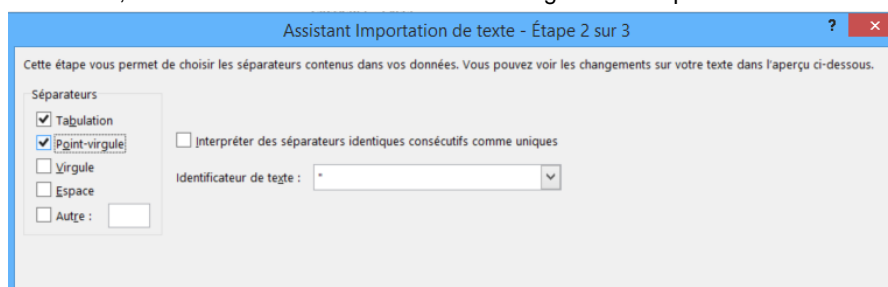 Assistant Importation de texte - Étape 2 sur 3
?
Cette étape vous permet de choisir les séparateurs contenus dans vos données. Vous pouvez voir les changements sur votre texte dans l'aperçu ci-dessous.
Séparateurs
Tabulation
Point-virgule
Interpréter des séparateurs identiques consécutifs comme uniques
Virgule
Identificateur de texte : "
Espace
Autre :